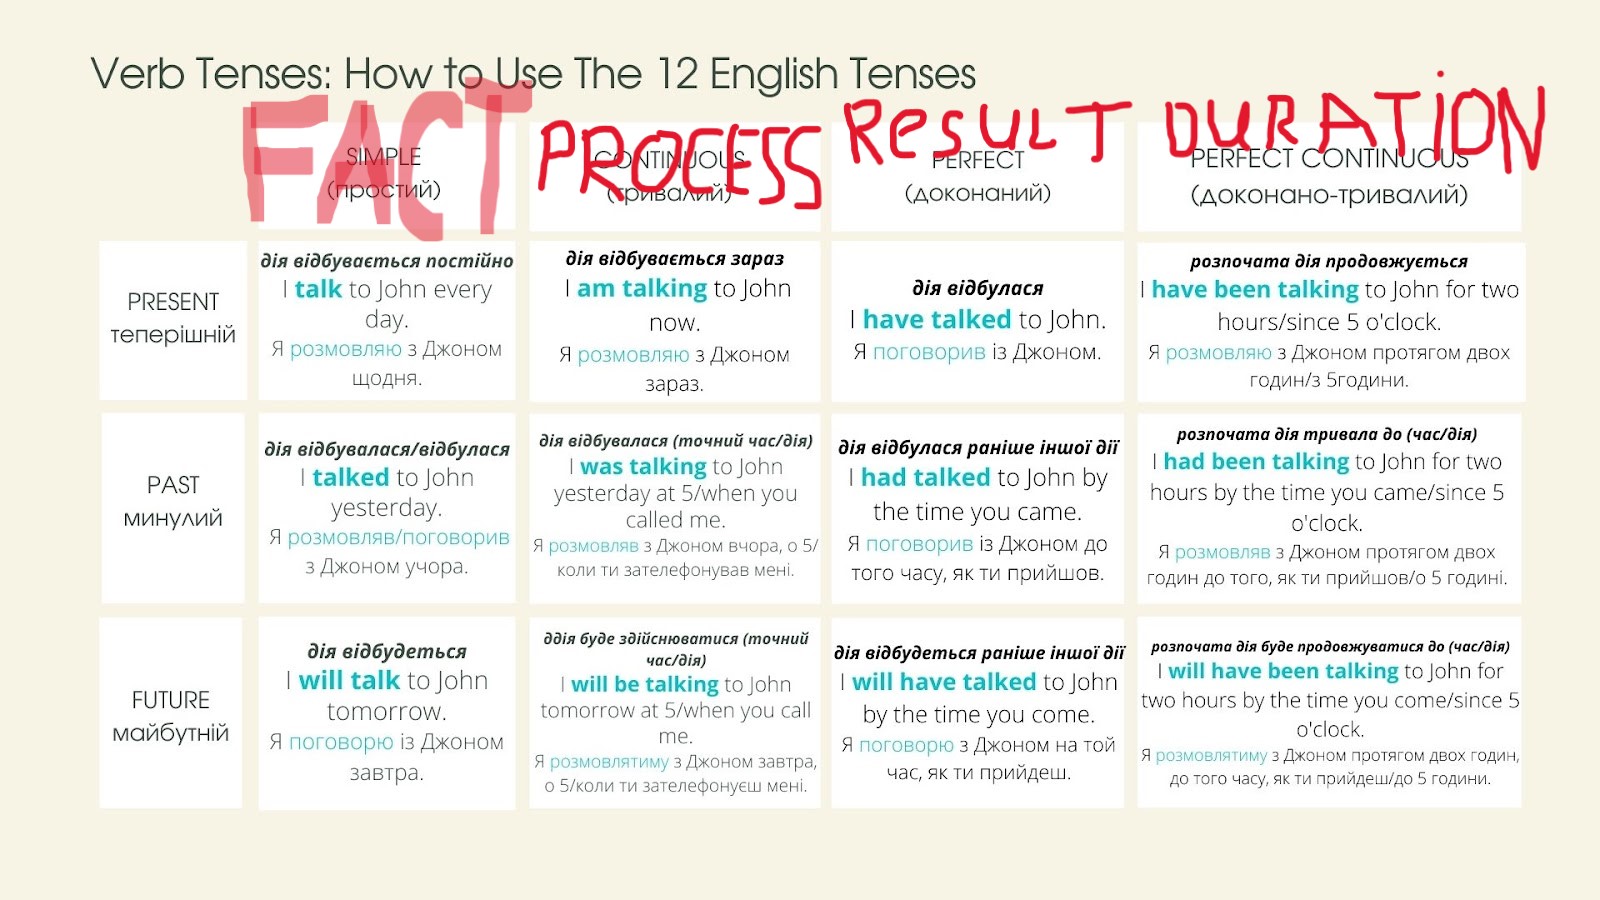 Verb Tenses: How to Use The 12 English Tenses
FACT
PROCESS
RESULT
DURATION
SIMPLE
(простий)
CONTINUOUS
(тривалий)
PERFECT
(доконаний)
PERFECT CONTINUOUS
(доконано-тривалий)
PRESENT
теперішній
дія відбувається постійно
I talk to John every
day.
Я розмовляю з Джоном
щодня.
дія відбувається зараз
I am talking to John
now.
Я розмовляю з Джоном
зараз.
дія відбулася
I have talked to John.
Я поговорив із Джоном.
розпочата дія продовжується
I have been talking to John for two
hours/since 5 o'clock.
Я розмовляю з Джоном протягом двох
годин/з 5години.
PAST
минулий
дія відбувалася/відбулася
I talked to John
yesterday.
Я розмовляв/поговорив
з Джоном учора.
дія відбувалася (точний час/дія)
I was talking to John
yesterday at 5/when you
called me.
Я розмовляв з Джоном вчора, о 5/
коли ти зателефонував мені.
дія відбулася раніше іншої дії
I had talked to John by
the time you came.
Я поговорив із Джоном до
того часу, як ти прийшов.
розпочата дія тривала до (час/дія)
I had been talking to John for two
hours by the time you came/since 5
o'clock.
Я розмовляв з Джоном протягом двох
годин до того, як ти прийшов/о 5 годині.
FUTURE
майбутній
дія відбудеться
I will talk to John
tomorrow.
Я поговорю із Джоном
завтра.
ддія буде здійснюватися (точний
час/дія)
I will be talking to John
tomorrow at 5/when you call
me.
Я розмовлятиму з Джоном завтра,
о 5/коли ти зателефонуєш мені.
дія відбудеться раніше іншої дії
I will have talked to John
by the time you come.
Я поговорю з Джоном на той
час, як ти прийдеш.
розпочата дія буде продовжуватися до (час/дія)
I will have been talking to John for
two hours by the time you come/since 5
o'clock.
Я розмовлятиму з Джоном протягом двох годин,
до того часу, як ти прийдеш/до 5 години.